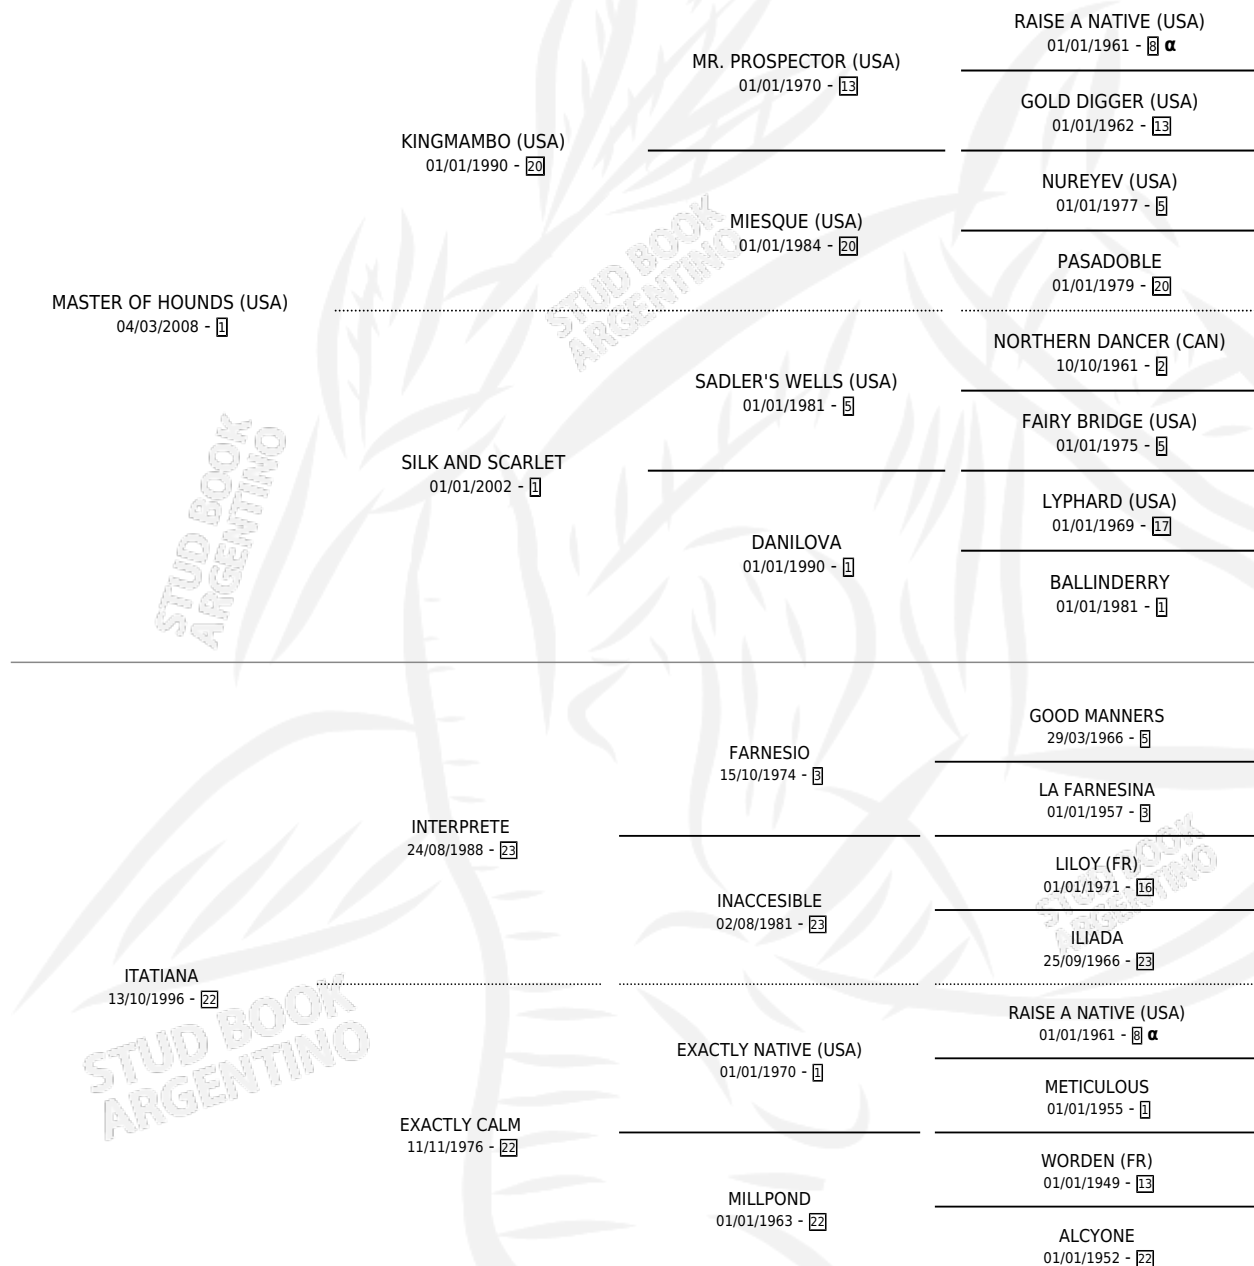 RAISE A NATIVE (USA)
01/01/1961 - 8 α
MR. PROSPECTOR (USA)
01/01/1970 - 13
GOLD DIGGER (USA)
01/01/1962 - 13
KINGMAMBO (USA)
01/01/1990 - 20
NUREYEV (USA)
01/01/1977 - 5
MIESQUE (USA)
01/01/1984 - 20
PASADOBLE
01/01/1979 - 20
MASTER OF HOUNDS (USA)
04/03/2008 - 1
NORTHERN DANCER (CAN)
10/10/1961 - 2
SADLER'S WELLS (USA)
01/01/1981 - 5
FAIRY BRIDGE (USA)
01/01/1975 - 5
SILK AND SCARLET
01/01/2002 - 1
LYPHARD (USA)
01/01/1969 - 17
DANILOVA
01/01/1990 - 1
BALLINDERRY
01/01/1981 - 1
GOOD MANNERS
29/03/1966 - 5
FARNESIO
15/10/1974 - 3
LA FARNESINA
01/01/1957 - 3
INTERPRETE
24/08/1988 - 23
LILOY (FR)
01/01/1971 - 16
INACCESIBLE
02/08/1981 - 23
ILIADA
25/09/1966 - 23
ITATIANA
13/10/1996 - 22
RAISE A NATIVE (USA)
01/01/1961 - 8 α
EXACTLY NATIVE (USA)
01/01/1970 - 1
METICULOUS
01/01/1955 - 1
EXACTLY CALM
11/11/1976 - 22
WORDEN (FR)
01/01/1949 - 13
MILLPOND
01/01/1963 - 22
ALCYONE
01/01/1952 - 22
STUD BOOK
ARGENTINO
STUD BOOK
ARGENTINO
STUD BOOK
ARGENTINO
STUD BOOK
ARGENTINO